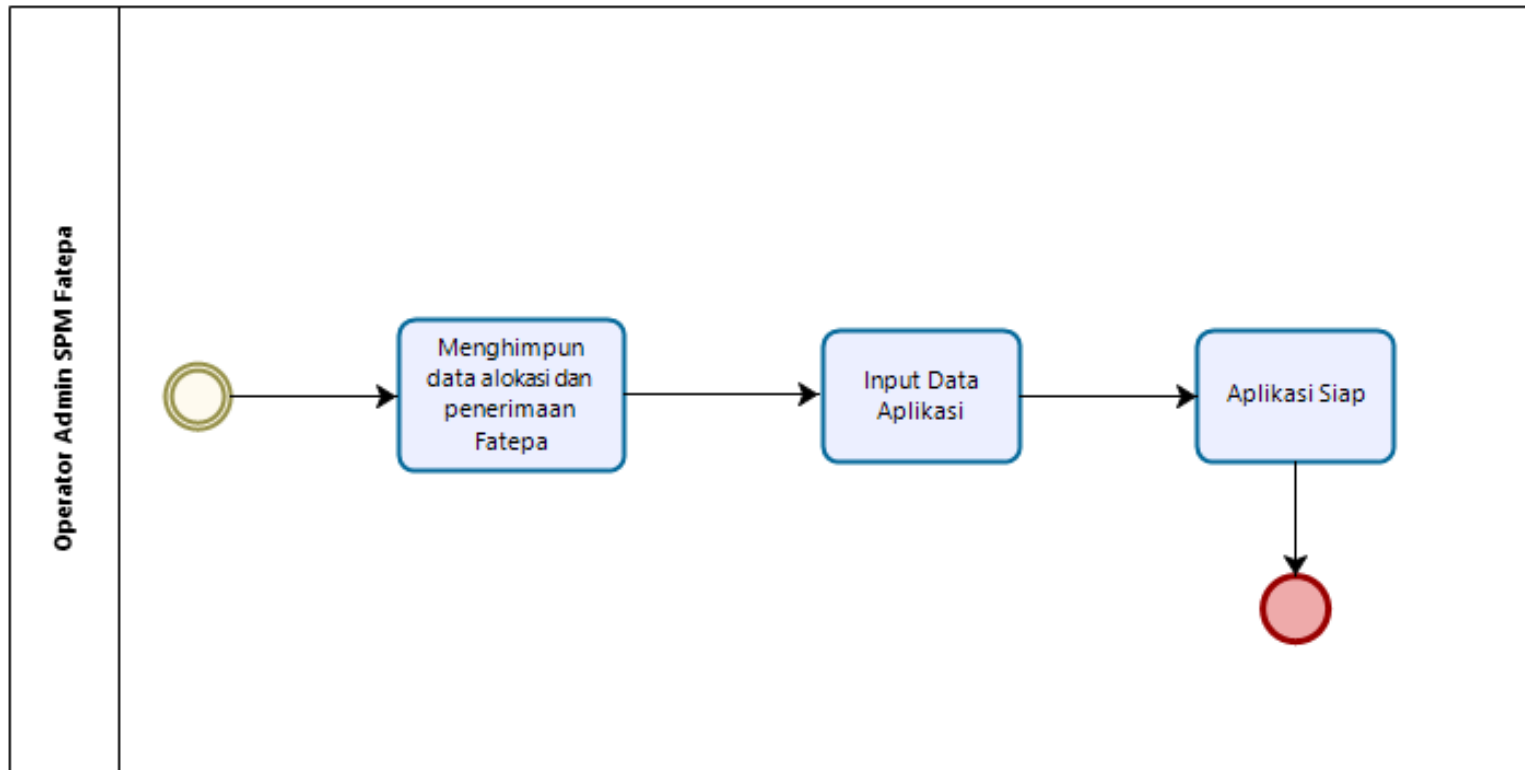 Operator Admin SPM Fatepa
Menghimpun
data alokasi dan
penerimaan
Fatepa
Input Data
Aplikasi
Aplikasi Siap